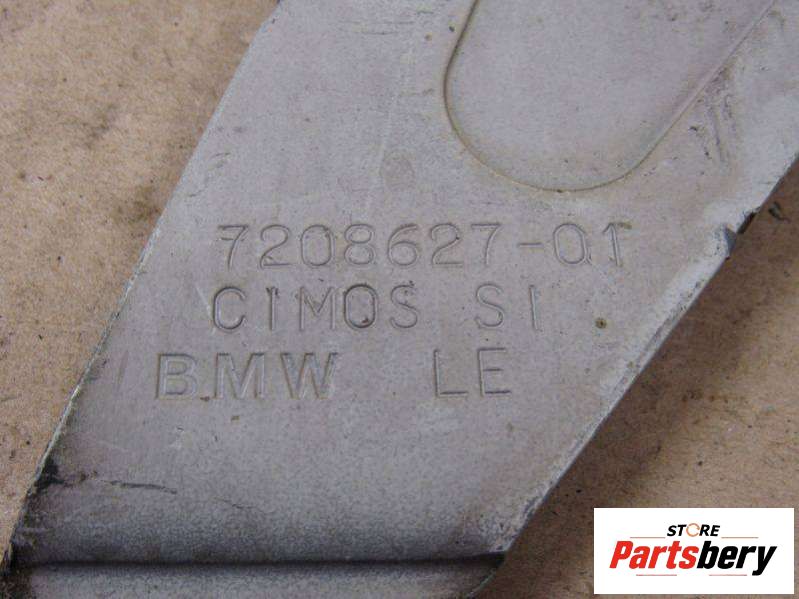 7208627-01
CIMOS SI
BMW LE
STORE
Partsbery